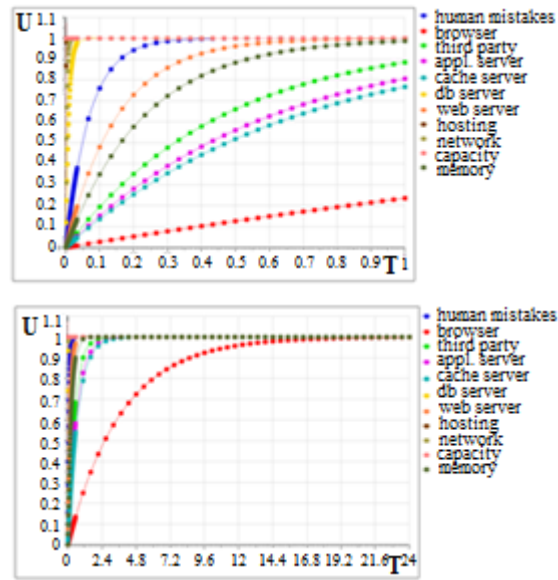 U
1.1
1
0.9
0.8
0.7
0.6
0.5
0.4
0.3
0.2
0.1
0
0 0.1 0.2 0.3 0.4 0.5 0.6 0.7 0.8 0.9 T 1
human mistakes
browser
third party
appl. server
cache server
db server
web server
hosting
network
capacity
memory
U
1.1
1
0.9
0.8
0.7
0.6
0.5
0.4
0.3
0.2
0.1
0
0 2.4 4.8 7.2 9.6 12 14.4 16.8 19.2 21.6 T 24
human mistakes
browser
third party
appl. server
cache server
db server
web server
hosting
network
capacity
memory